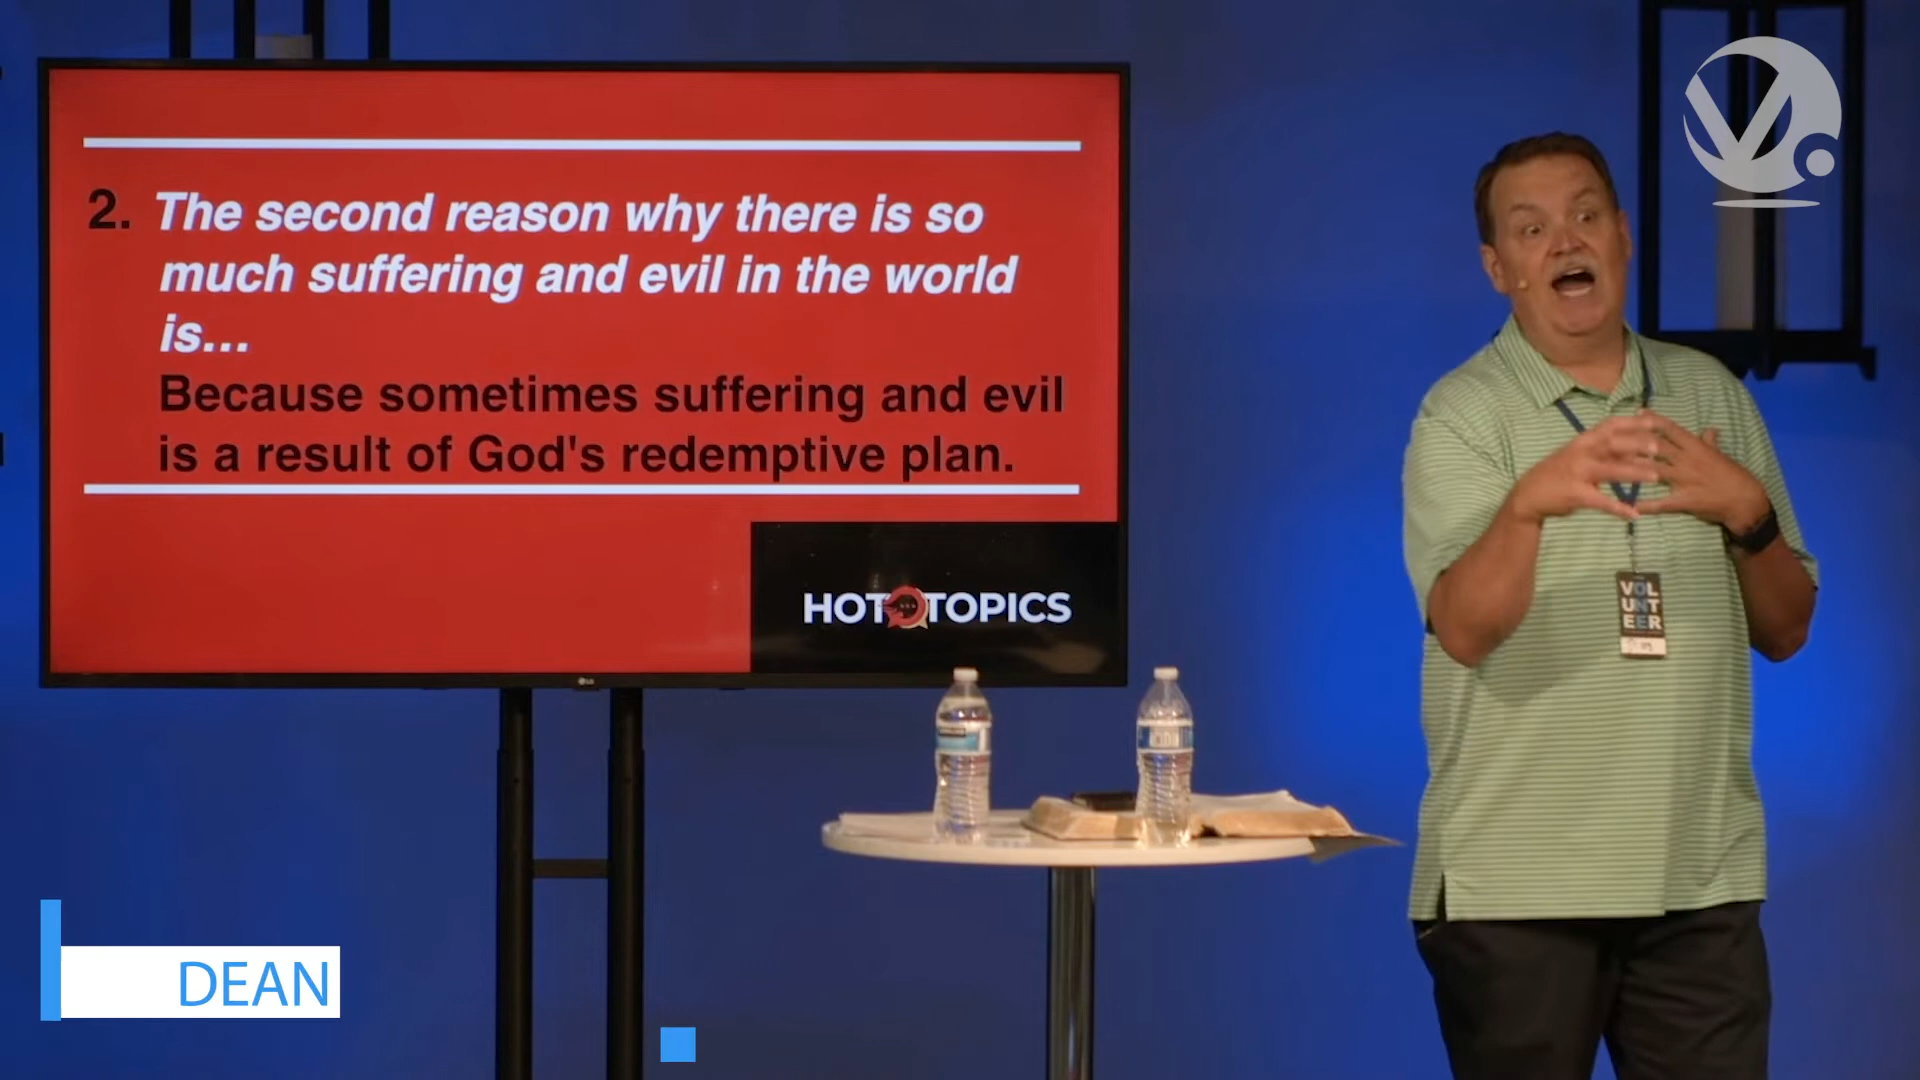 2. The second reason why there is so
much suffering and evil in the world
is...
Because sometimes suffering and evil
is a result of God's redemptive plan.
HOT TOPICS
LG
VOL
UNT
EER
DEAN